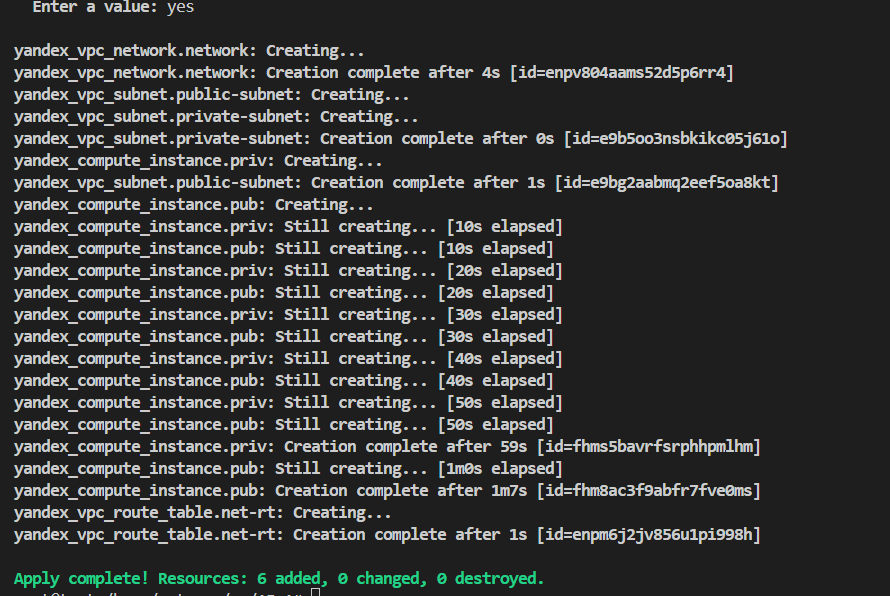 Enter a value: yes
yandex_vpc_network.network: Creating...
yandex_vpc_network.network: Creation complete after 4s [id=enpv804aams52d5p6rr4]
yandex_vpc_subnet.public-subnet: Creating...
yandex_vpc_subnet.private-subnet: Creating...
yandex_vpc_subnet.private-subnet: Creation complete after 0s [id=e9b5oo3nsbkikc05j61o]
yandex_compute_instance.priv: Creating...
yandex_vpc_subnet.public-subnet: Creation complete after 1s [id=e9bg2aabmq2eef5oa8kt]
yandex_compute_instance.pub: Creating...
yandex_compute_instance.priv: Still creating... [10s elapsed]
yandex_compute_instance.pub: Still creating... [10s elapsed]
yandex_compute_instance.priv: Still creating... [20s elapsed]
yandex_compute_instance.pub: Still creating... [20s elapsed]
yandex_compute_instance.priv: Still creating... [30s elapsed]
yandex_compute_instance.pub: Still creating... [30s elapsed]
yandex_compute_instance.priv: Still creating... [40s elapsed]
yandex_compute_instance.pub: Still creating... [40s elapsed]
yandex_compute_instance.priv: Still creating... [50s elapsed]
yandex_compute_instance.pub: Still creating... [50s elapsed]
yandex_compute_instance.priv: Creation complete after 59s [id=fhms5bavrfsrphhpmlhm]
yandex_compute_instance.pub: Still creating... [1m0s elapsed]
yandex_compute_instance.pub: Creation complete after 1m7s [id=fhm8ac3f9abfr7fve0ms]
yandex_vpc_route_table.net-rt: Creating...
yandex_vpc_route_table.net-rt: Creation complete after 1s [id=enpm6j2jv856u1pi998h]
Apply complete! Resources: 6 added, 0 changed, 0 destroyed.